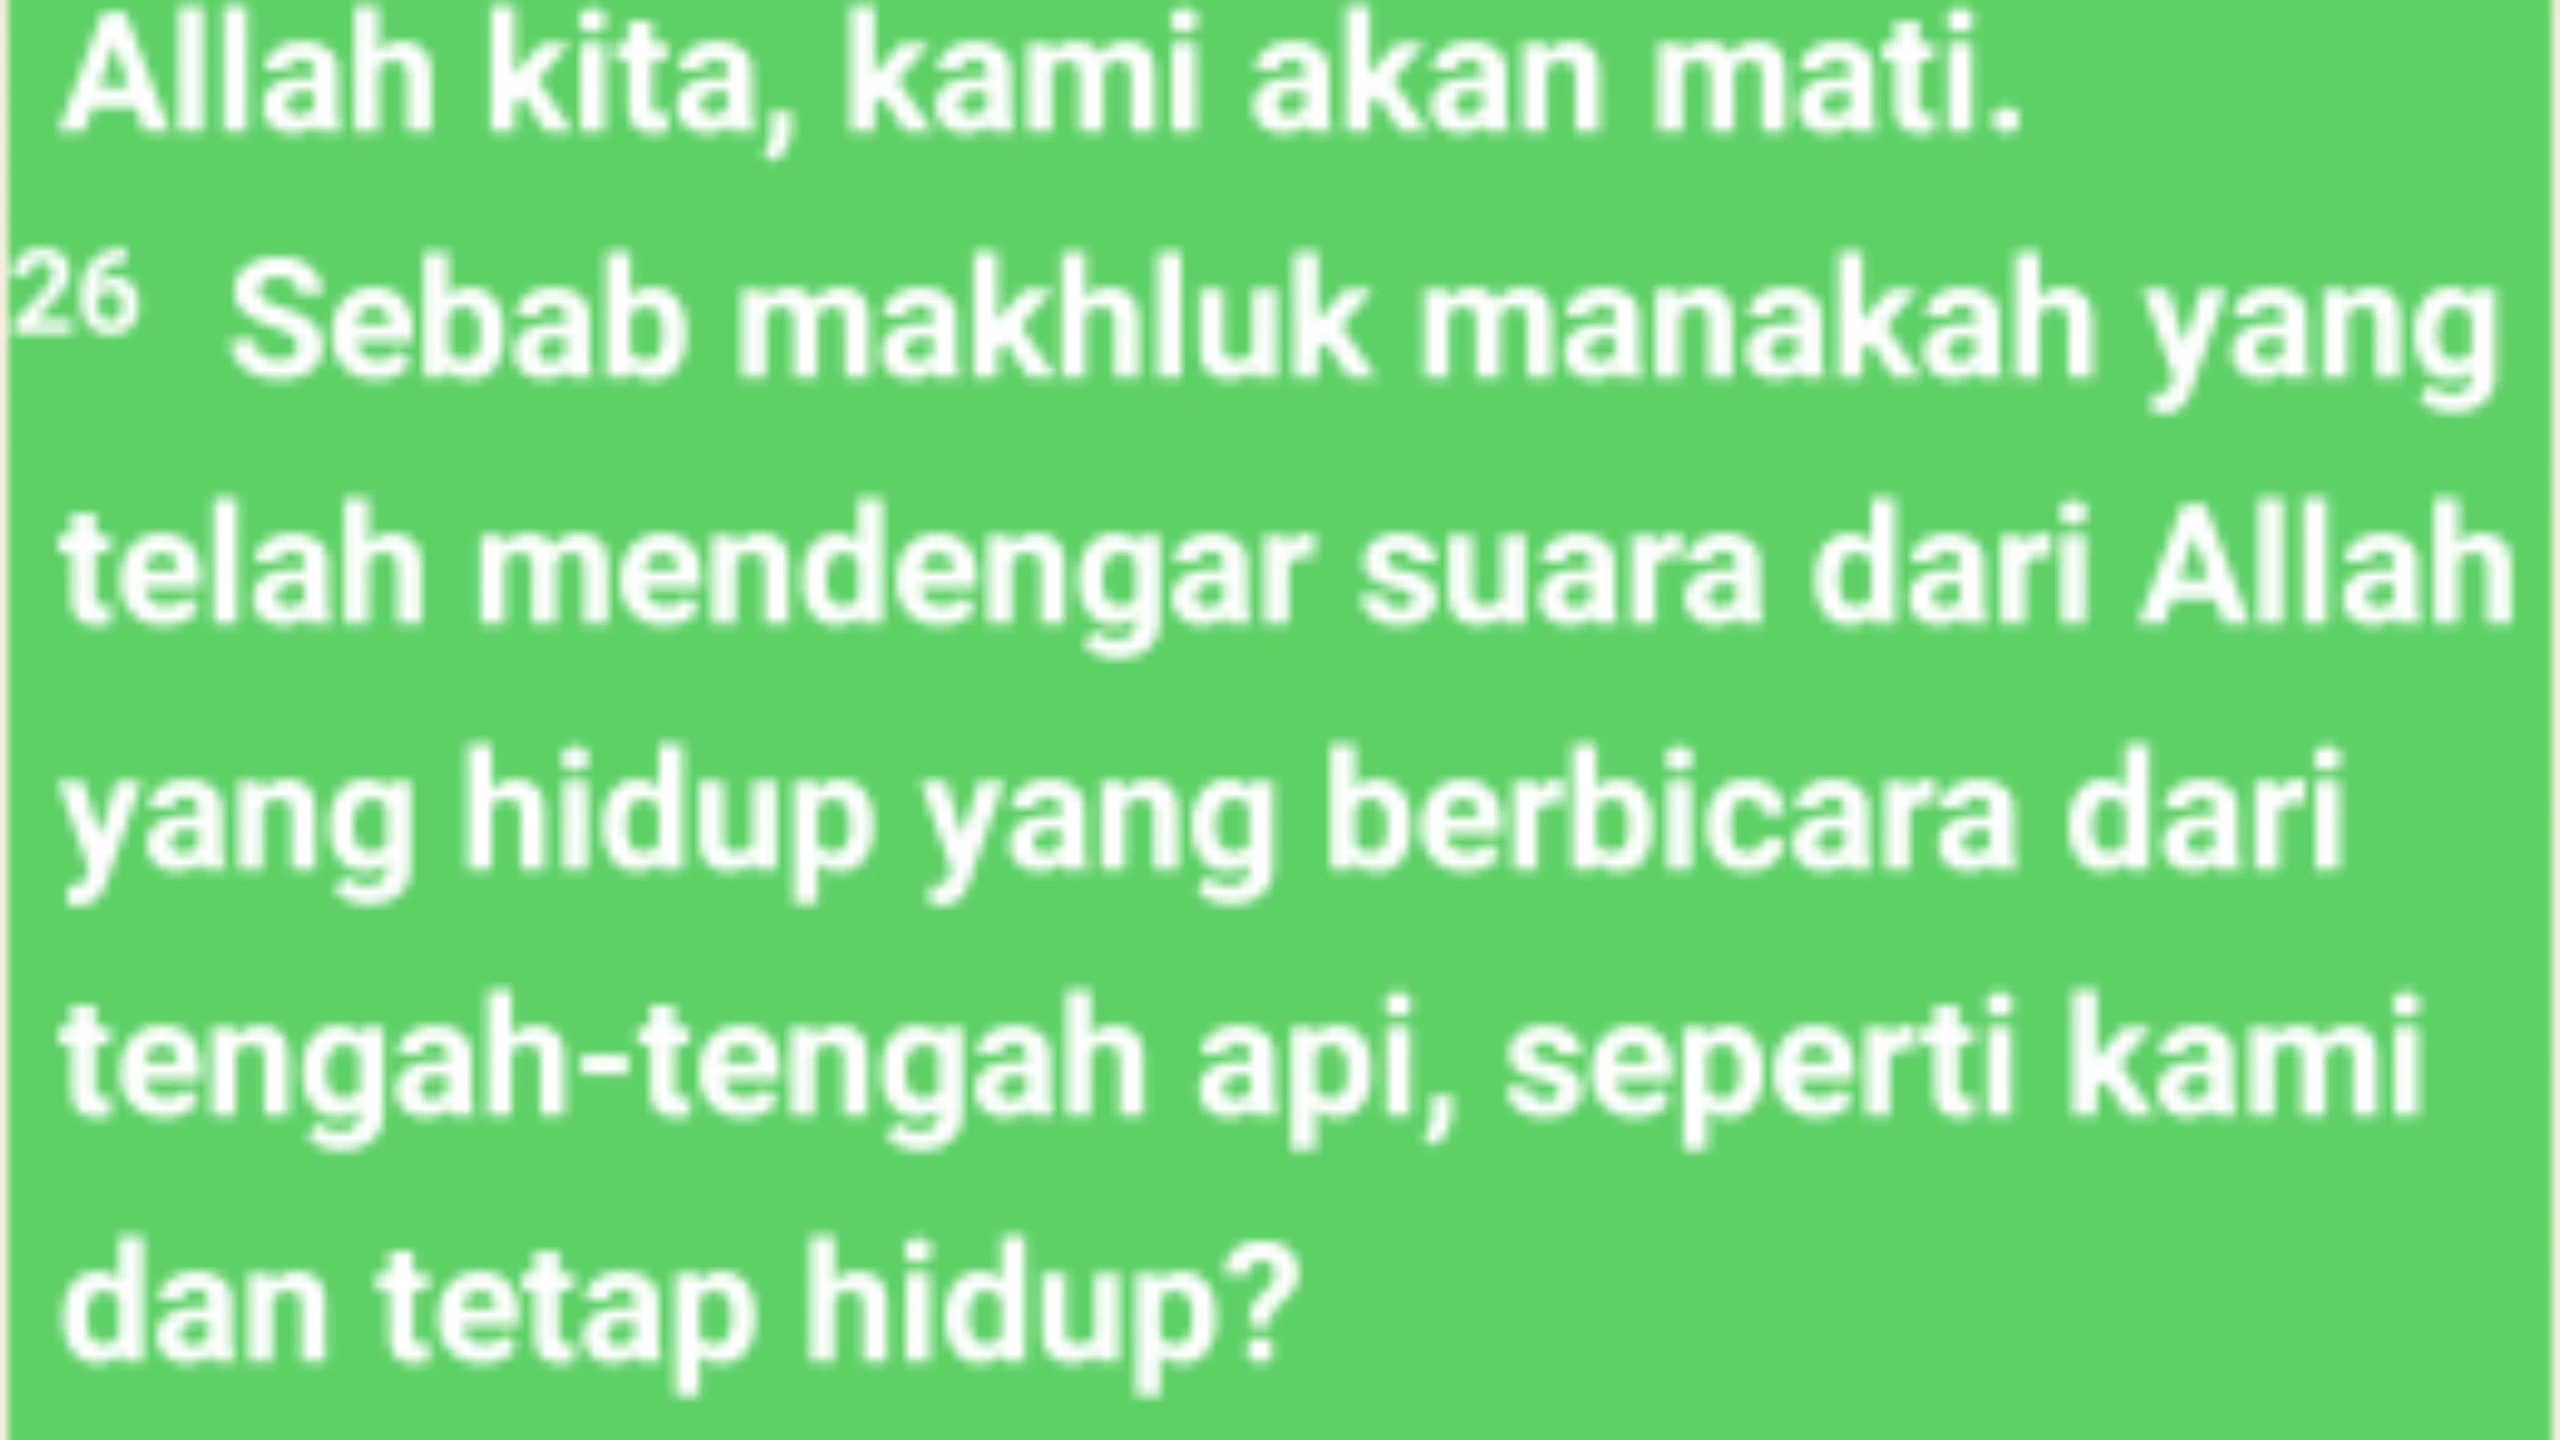 Allah kita, kami akan mati.
26 Sebab makhluk manakah yang
telah mendengar suara dari Allah
yang hidup yang berbicara dari
tengah-tengah api, seperti kami
dan tetap hidup?